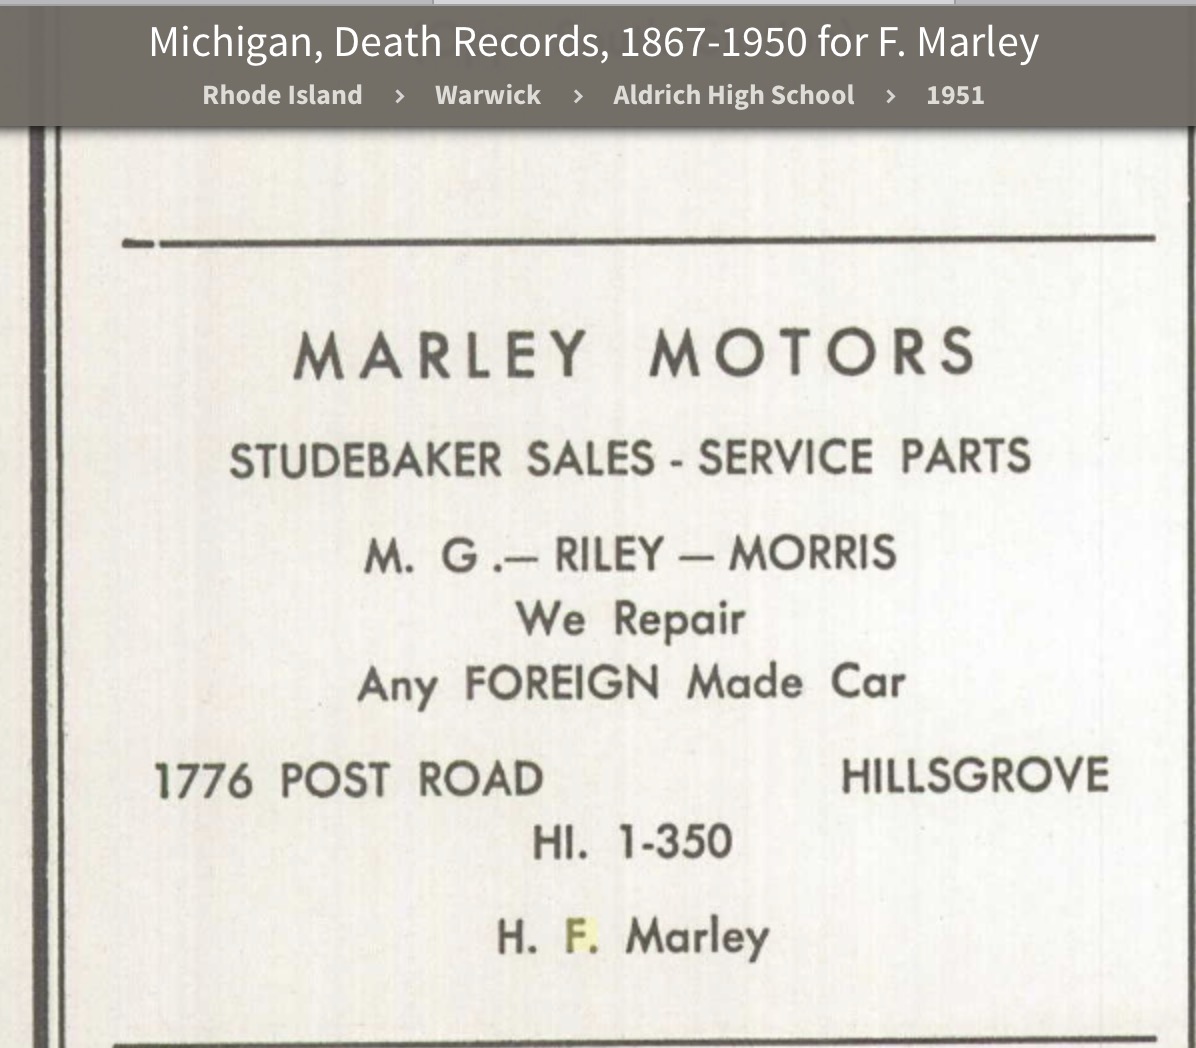 Michigan, Death Records, 1867-1950 for F. Marley
Rhode Island > Warwick > Aldrich High School > 1951
MARLEY MOTORS
STUDEBAKER SALES - SERVICE PARTS
M. G .— RILEY — MORRIS
We Repair
Any FOREIGN Made Car
1776 POST ROAD HILLSGROVE
HI. 1-350
H. F. Marley